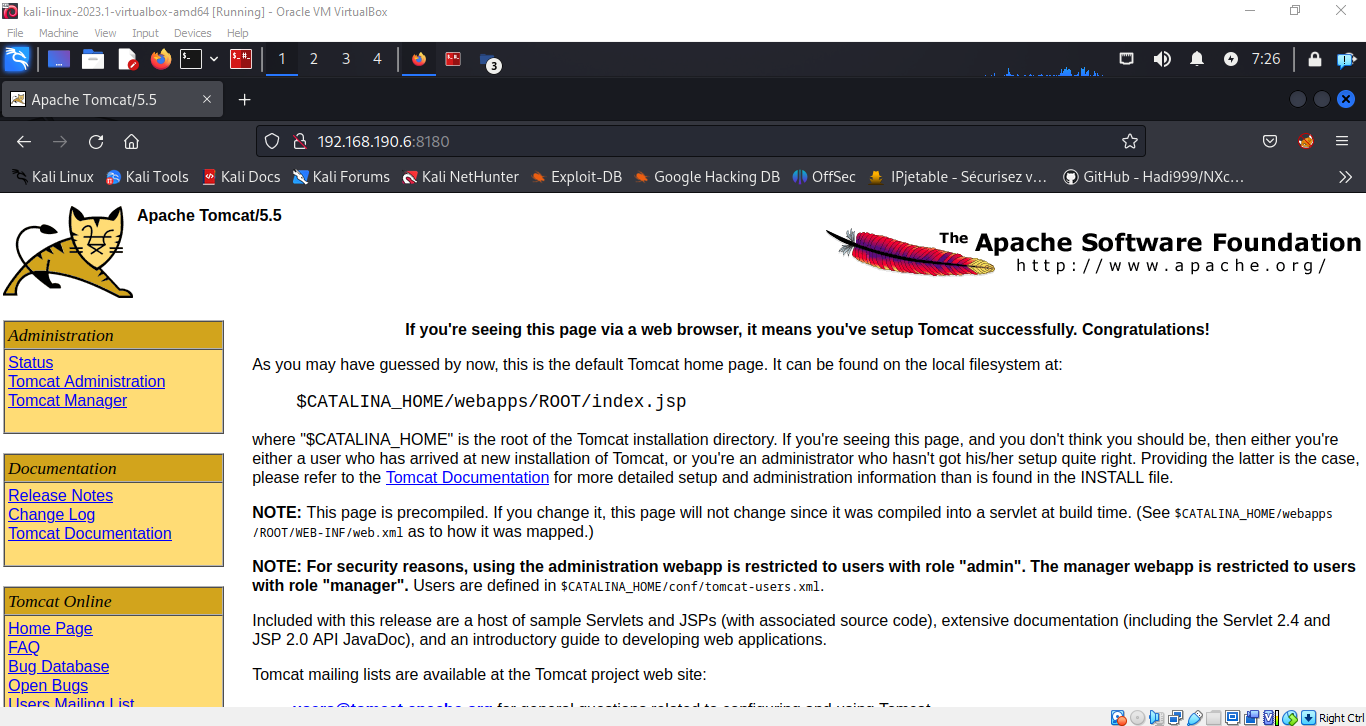 kali-linux-2023.1-virtualbox-amd64 [Running] - Oracle VM VirtualBox
File Machine View Input Devices Help
1 2 3 4 3 7:26
Apache Tomcat/5.5
192.168.190.6:8180
Kali Linux Kali Tools Kali Docs Kali Forums Kali NetHunter Exploit-DB Google Hacking DB OffSec IPjetable - Sécurisez v… GitHub - Hadi999/NXc…
Apache Tomcat/5.5
The Apache Software Foundation
http://www.apache.org/
Administration
Status
Tomcat Administration
Tomcat Manager
Documentation
Release Notes
Change Log
Tomcat Documentation
Tomcat Online
Home Page
FAQ
Bug Database
Open Bugs
Users Mailing List
If you're seeing this page via a web browser, it means you've setup Tomcat successfully. Congratulations!
As you may have guessed by now, this is the default Tomcat home page. It can be found on the local filesystem at:
$CATALINA_HOME/webapps/ROOT/index.jsp
where "$CATALINA_HOME" is the root of the Tomcat installation directory. If you're seeing this page, and you don't think you should be, then either you're
either a user who has arrived at new installation of Tomcat, or you're an administrator who hasn't got his/her setup quite right. Providing the latter is the case,
please refer to the Tomcat Documentation for more detailed setup and administration information than is found in the INSTALL file.
NOTE: This page is precompiled. If you change it, this page will not change since it was compiled into a servlet at build time. (See $CATALINA_HOME/webapps
/ROOT/WEB-INF/web.xml as to how it was mapped.)
NOTE: For security reasons, using the administration webapp is restricted to users with role "admin". The manager webapp is restricted to users
with role "manager". Users are defined in $CATALINA_HOME/conf/tomcat-users.xml.
Included with this release are a host of sample Servlets and JSPs (with associated source code), extensive documentation (including the Servlet 2.4 and
JSP 2.0 API JavaDoc), and an introductory guide to developing web applications.
Tomcat mailing lists are available at the Tomcat project web site:
users@tomcat.apache.org for general questions related to configuring and using Tomcat
Right Ctrl